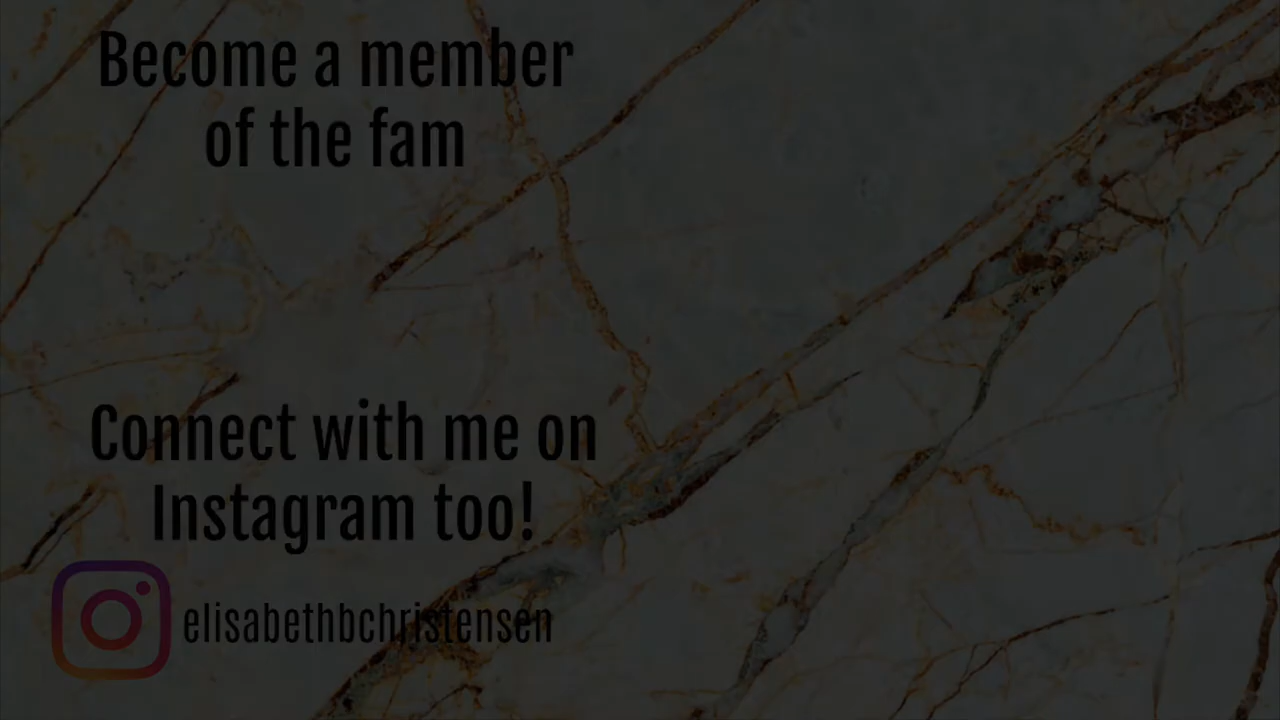 Become a member
of the fam
Connect with me on
Instagram too!
elisabethbchristensen